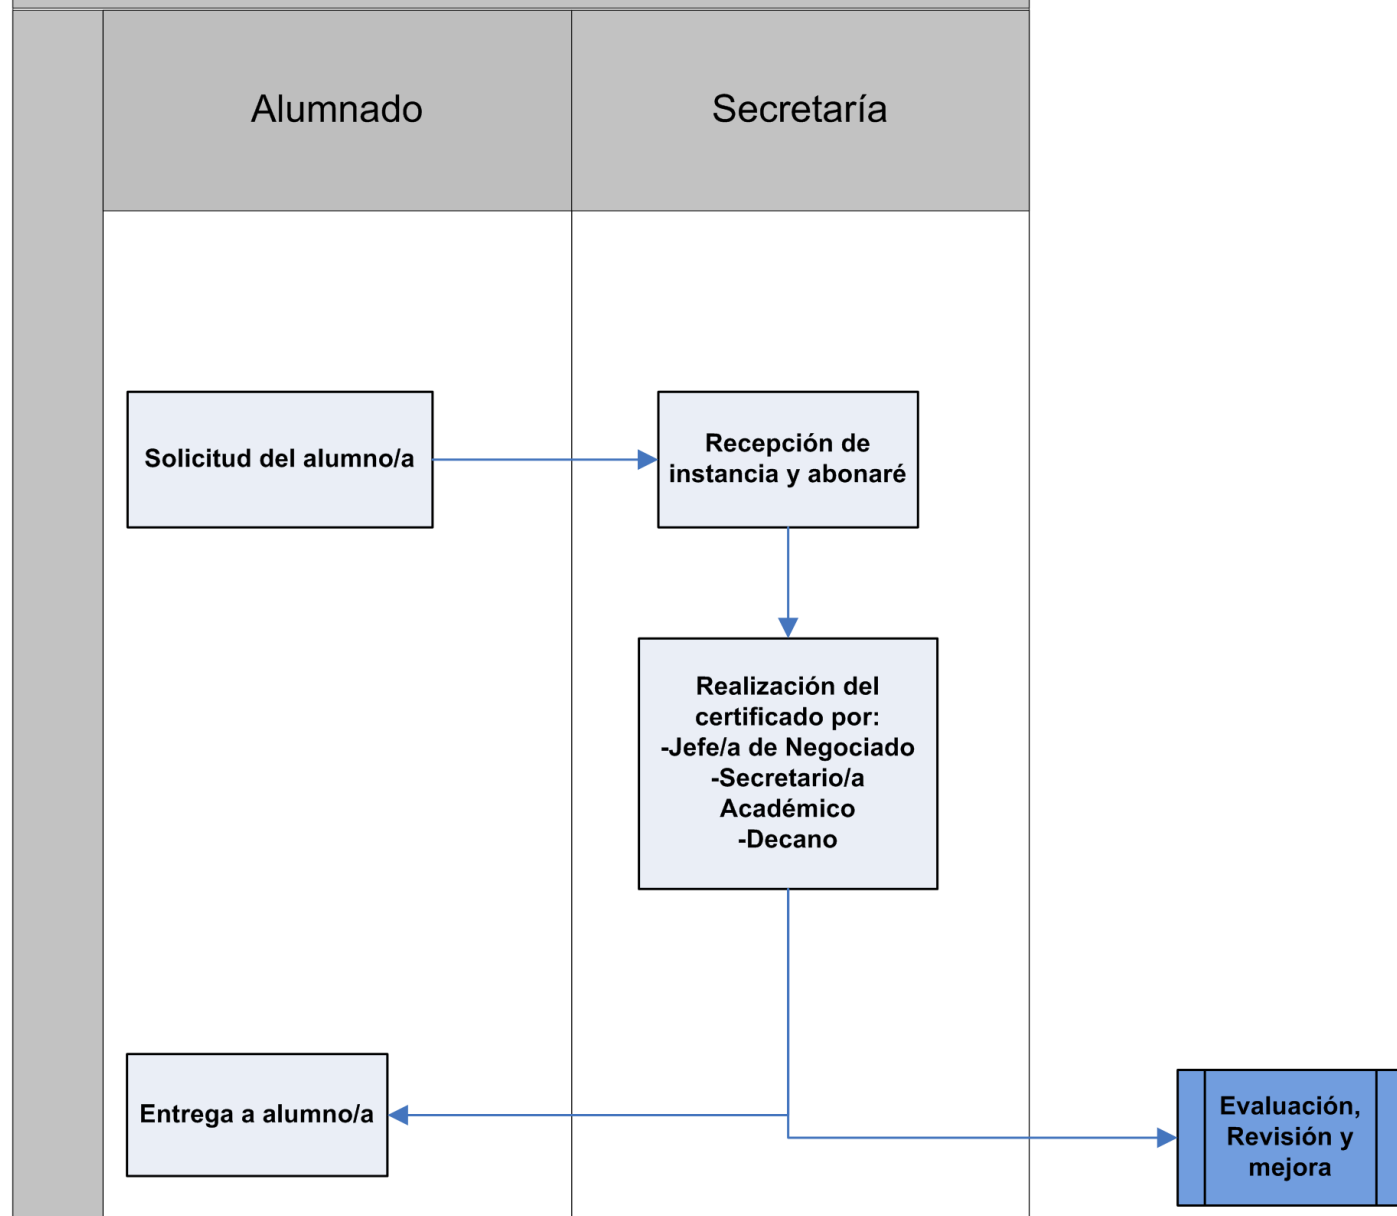 Alumnado
Secretaría
Solicitud del alumno/a
Recepción de
instancia y abonaré
Realización del
certificado por:
-Jefe/a de Negociado
-Secretario/a
Académico
-Decano
Entrega a alumno/a
Evaluación,
Revisión y
mejora